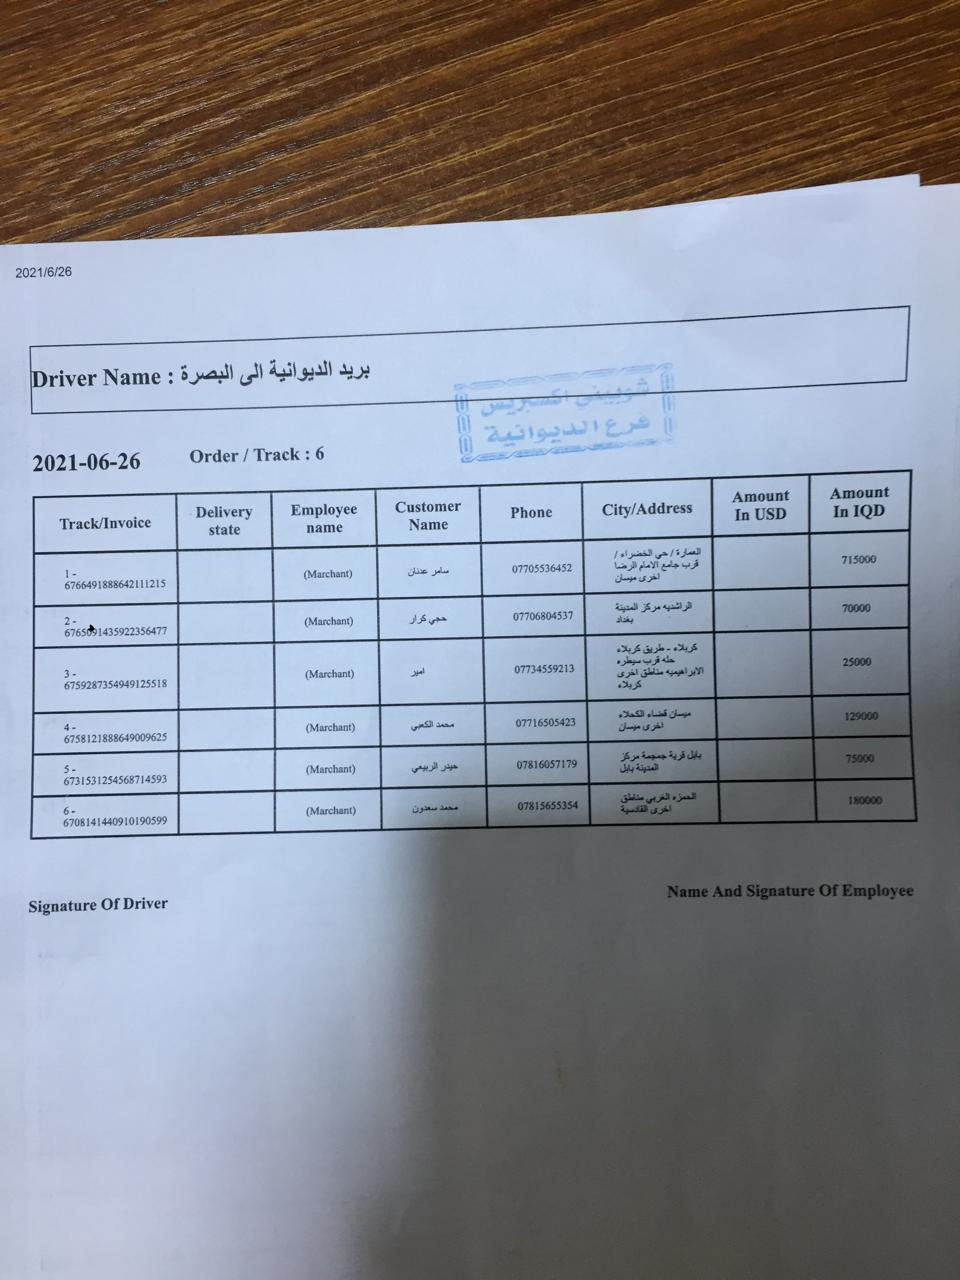 2021/6/26
Driver Name : بريد الديوانية الى البصرة
شوبيني اكسبريس
فرع الديوانية
2021-06-26
Order / Track : 6
Track/Invoice
Delivery
state
Employee
name
Customer
Name
Phone
City/Address
Amount
In USD
Amount
In IQD
1 -
6766491888642111215
(Marchant)
سامر عدنان
07705536452
العمارة / حي الخضراء /
قرب جامع الامام الرضا
اخرى ميسان
715000
2 -
6765091435922356477
(Marchant)
حجي كرار
07706804537
الراشديه مركز المدينة
بغداد
70000
3 -
6759287354949125518
(Marchant)
امير
07734559213
كربلاء - طريق كربلاء
حله قرب سيطره
الابراهيميه مناطق اخرى
كربلاء
25000
4 -
6758121888649009625
(Marchant)
محمد الكعبي
07716505423
ميسان قضاء الكحلاء
اخرى ميسان
129000
5 -
6731531254568714593
(Marchant)
حيدر الربيعي
07816057179
بابل قرية جمجمة مركز
المدينة بابل
75000
6 -
6708141440910190599
(Marchant)
محمد سعدون
07815655354
الحمزه الغربي مناطق
اخرى القادسية
180000
Signature Of Driver
Name And Signature Of Employee